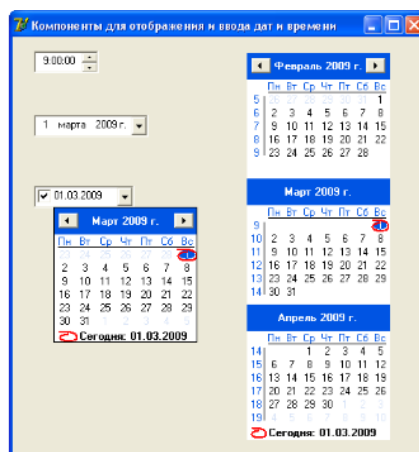 Компоненты для отображения и ввода дат и времени
9:00:00
1 марта 2009 г.
01.03.2009
Март 2009 г.
Пн Вт Ср Чт Пт Сб Вс
23 24 25 26 27 28 1
2 3 4 5 6 7 8
9 10 11 12 13 14 15
16 17 18 19 20 21 22
23 24 25 26 27 28 29
30 31 1 2 3 4 5
Сегодня: 01.03.2009
Февраль 2009 г.
Пн Вт Ср Чт Пт Сб Вс
5 26 27 28 29 30 31 1
6 2 3 4 5 6 7 8
7 9 10 11 12 13 14 15
8 16 17 18 19 20 21 22
9 23 24 25 26 27 28
Март 2009 г.
Пн Вт Ср Чт Пт Сб Вс
9 1
10 2 3 4 5 6 7 8
11 9 10 11 12 13 14 15
12 16 17 18 19 20 21 22
13 23 24 25 26 27 28 29
14 30 31
Апрель 2009 г.
Пн Вт Ср Чт Пт Сб Вс
14 1 2 3 4 5
15 6 7 8 9 10 11 12
16 13 14 15 16 17 18 19
17 20 21 22 23 24 25 26
18 27 28 29 30 1 2 3
19 4 5 6 7 8 9 10
Сегодня: 01.03.2009